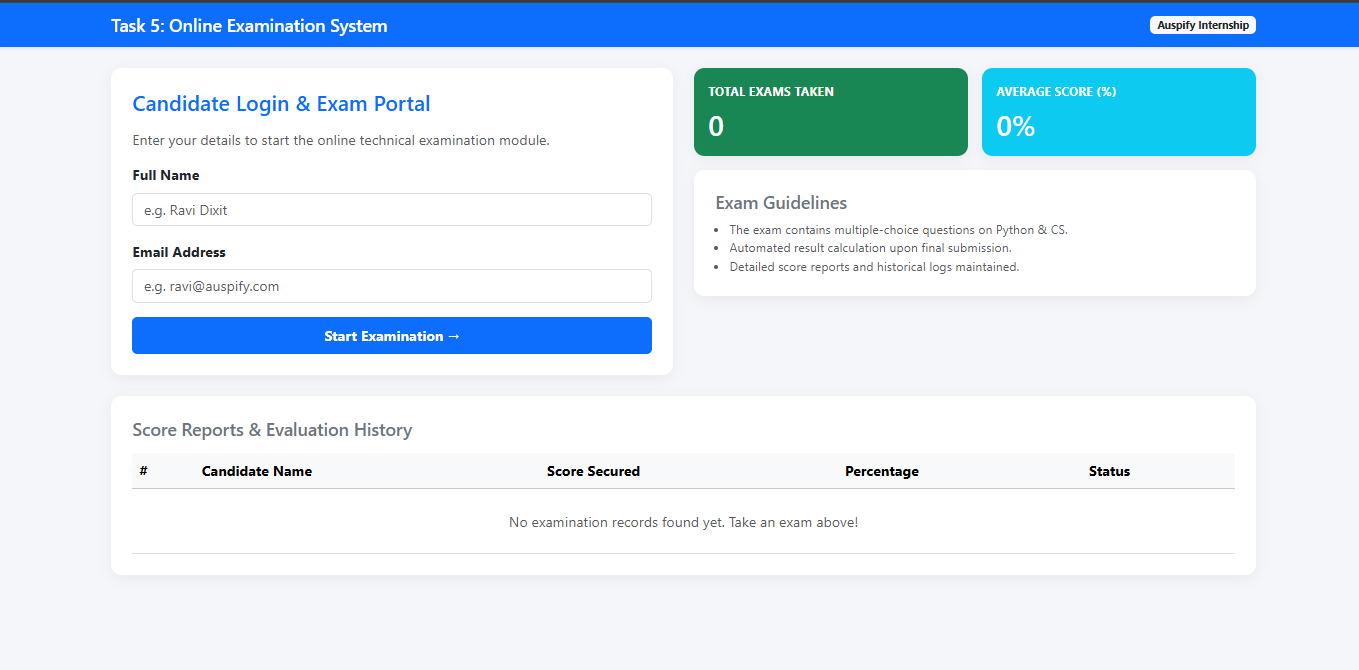 Task 5: Online Examination System
Auspify Internship
Candidate Login & Exam Portal
Enter your details to start the online technical examination module.
Full Name
e.g. Ravi Dixit
Email Address
e.g. ravi@auspify.com
Start Examination →
TOTAL EXAMS TAKEN
0
AVERAGE SCORE (%)
0%
Exam Guidelines
• The exam contains multiple-choice questions on Python & CS.
• Automated result calculation upon final submission.
• Detailed score reports and historical logs maintained.
Score Reports & Evaluation History
# Candidate Name Score Secured Percentage Status
No examination records found yet. Take an exam above!